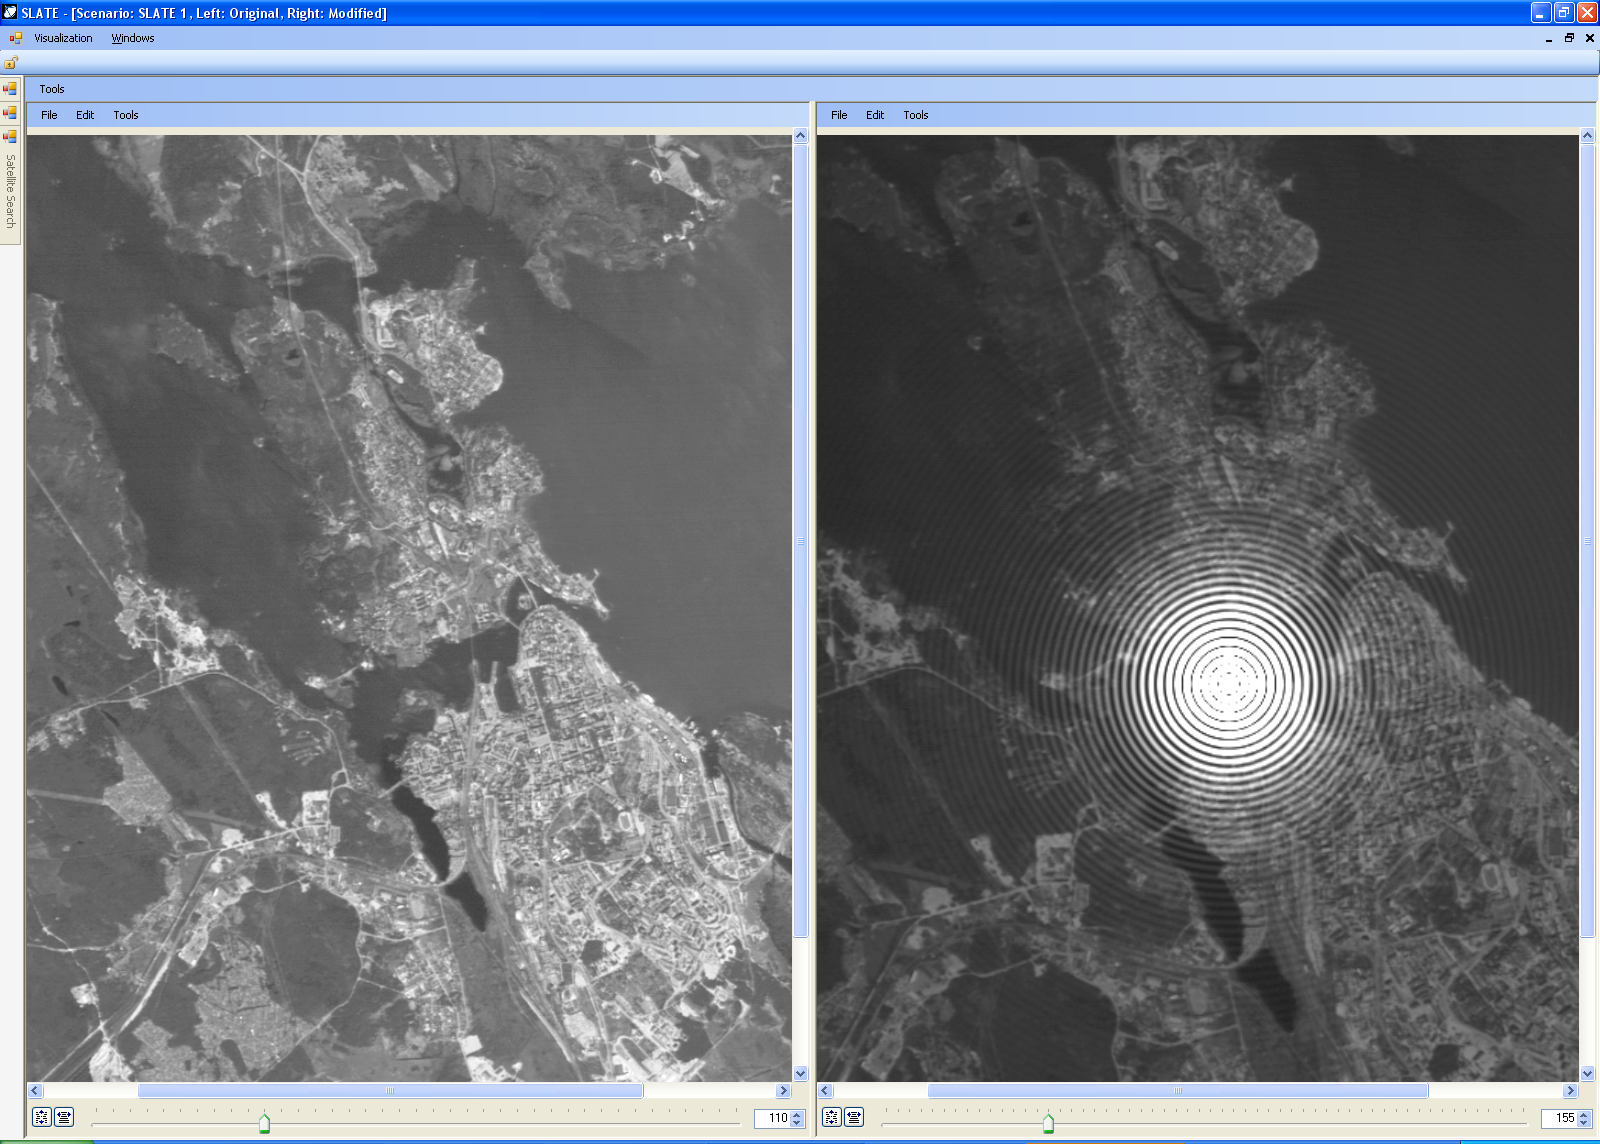 SLATE - [Scenario: SLATE 1, Left: Original, Right: Modified]
Visualization Windows
Tools
File Edit Tools
File Edit Tools
Satellite Search
110
155